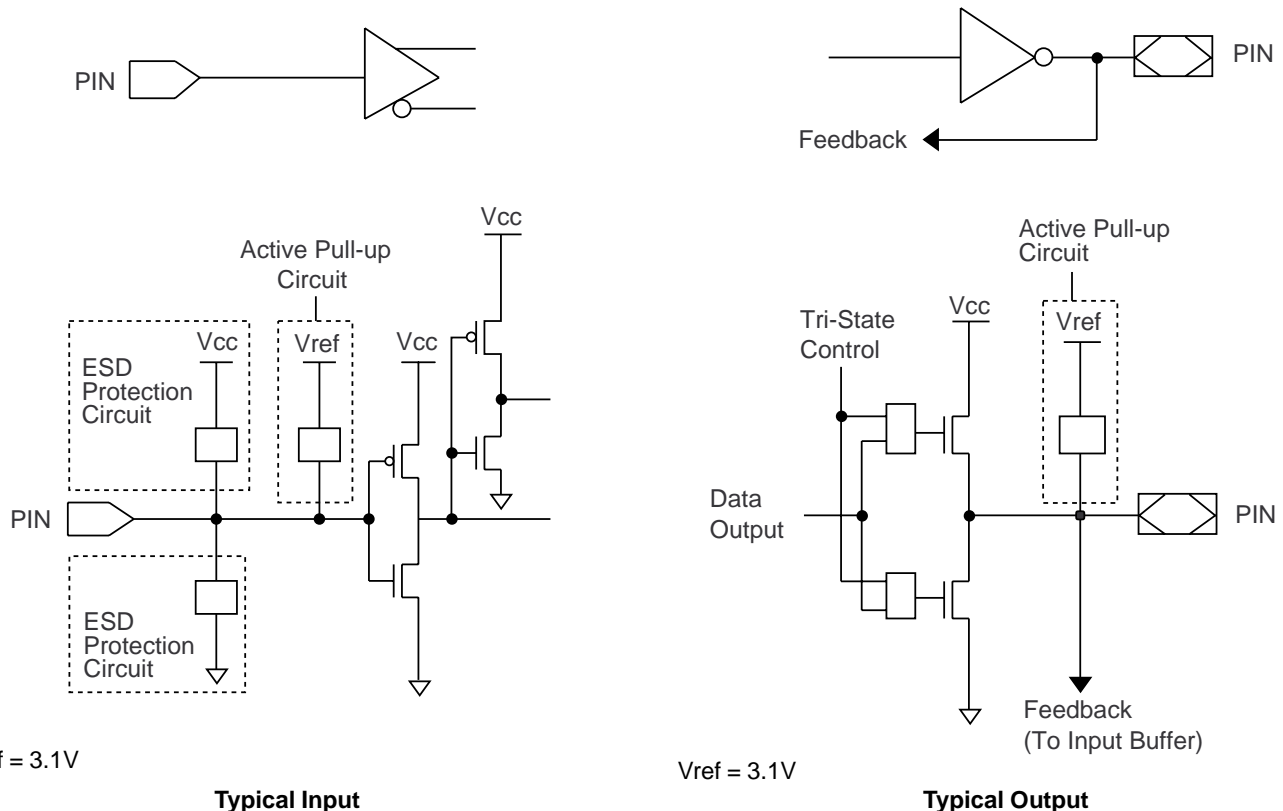 PIN
PIN
Feedback
Vcc
Active Pull-up
Circuit
Vcc
Vref
Vcc
ESD
Protection
Circuit
PIN
ESD
Protection
Circuit
f = 3.1V
Typical Input
Active Pull-up
Circuit
Tri-State
Control
Vcc
Vref
Data
Output
PIN
Feedback
(To Input Buffer)
Vref = 3.1V
Typical Output